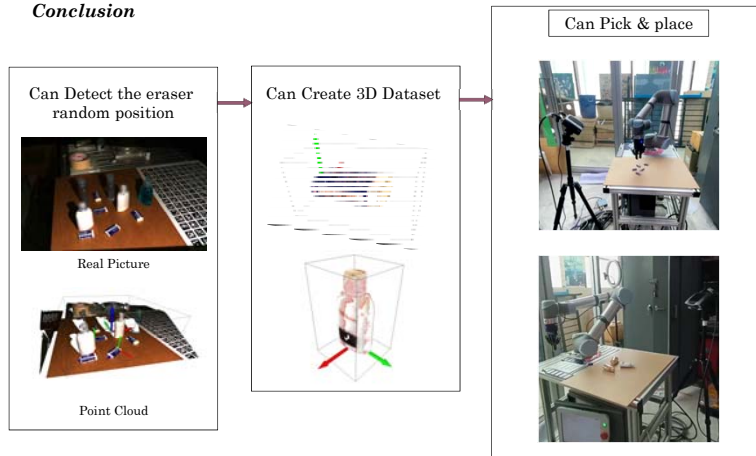 Conclusion
Can Detect the eraser
random position
Real Picture
Point Cloud
Can Create 3D Dataset
Can Pick & place